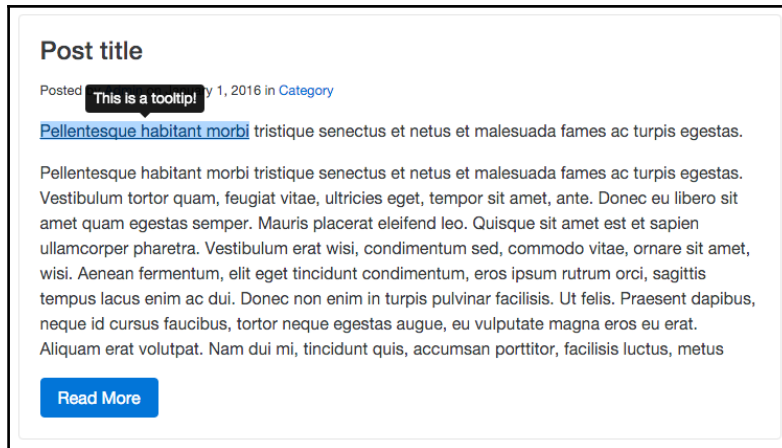 Post title
Posted by Admin on January 1, 2016 in Category
This is a tooltip!
Pellentesque habitant morbi tristique senectus et netus et malesuada fames ac turpis egestas.
Pellentesque habitant morbi tristique senectus et netus et malesuada fames ac turpis egestas.
Vestibulum tortor quam, feugiat vitae, ultricies eget, tempor sit amet, ante. Donec eu libero sit
amet quam egestas semper. Mauris placerat eleifend leo. Quisque sit amet est et sapien
ullamcorper pharetra. Vestibulum erat wisi, condimentum sed, commodo vitae, ornare sit amet,
wisi. Aenean fermentum, elit eget tincidunt condimentum, eros ipsum rutrum orci, sagittis
tempus lacus enim ac dui. Donec non enim in turpis pulvinar facilisis. Ut felis. Praesent dapibus,
neque id cursus faucibus, tortor neque egestas augue, eu vulputate magna eros eu erat.
Aliquam erat volutpat. Nam dui mi, tincidunt quis, accumsan porttitor, facilisis luctus, metus
Read More